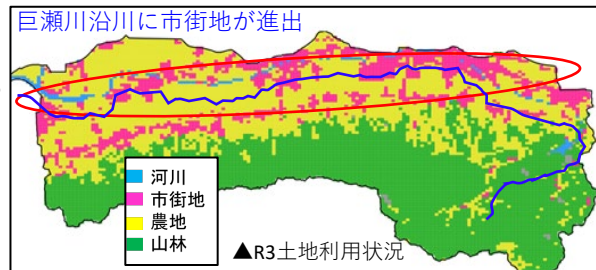 巨瀬川沿川に市街地が進出
河川
市街地
農地
山林
▲R3土地利用状況